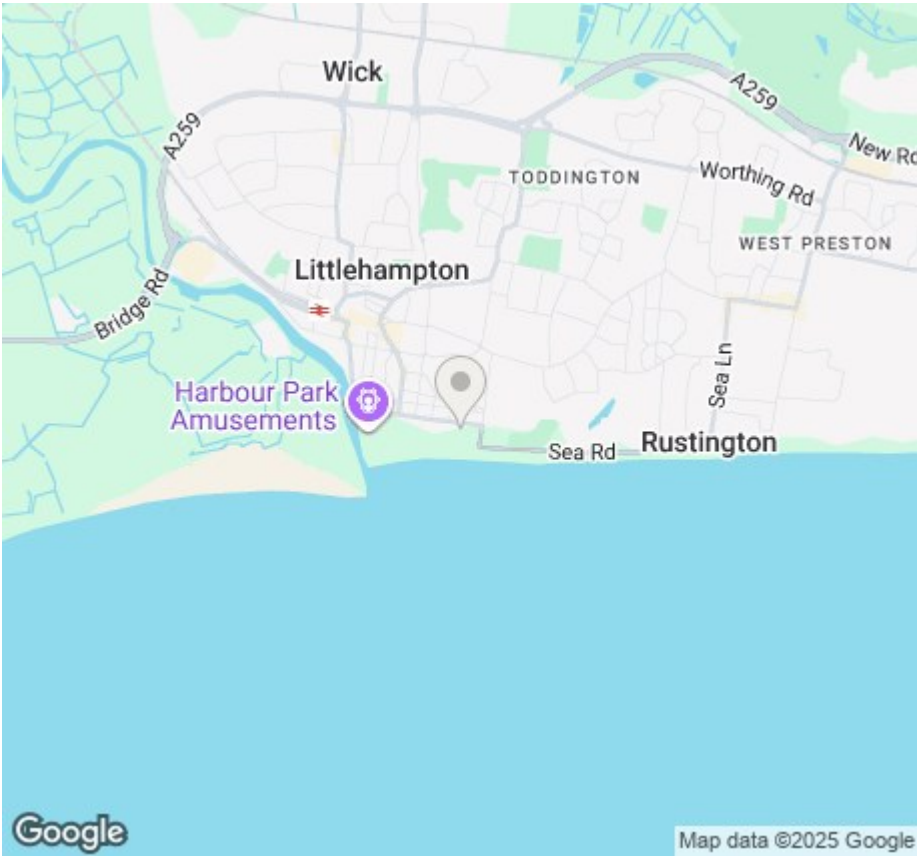 Wick
A259
A259
New Rd
TODDINGTON
Worthing Rd
WEST PRESTON
Littlehampton
Bridge Rd
Sea Ln
Harbour Park
Amusements
Sea Rd
Rustington
Google
Map data ©2025 Google